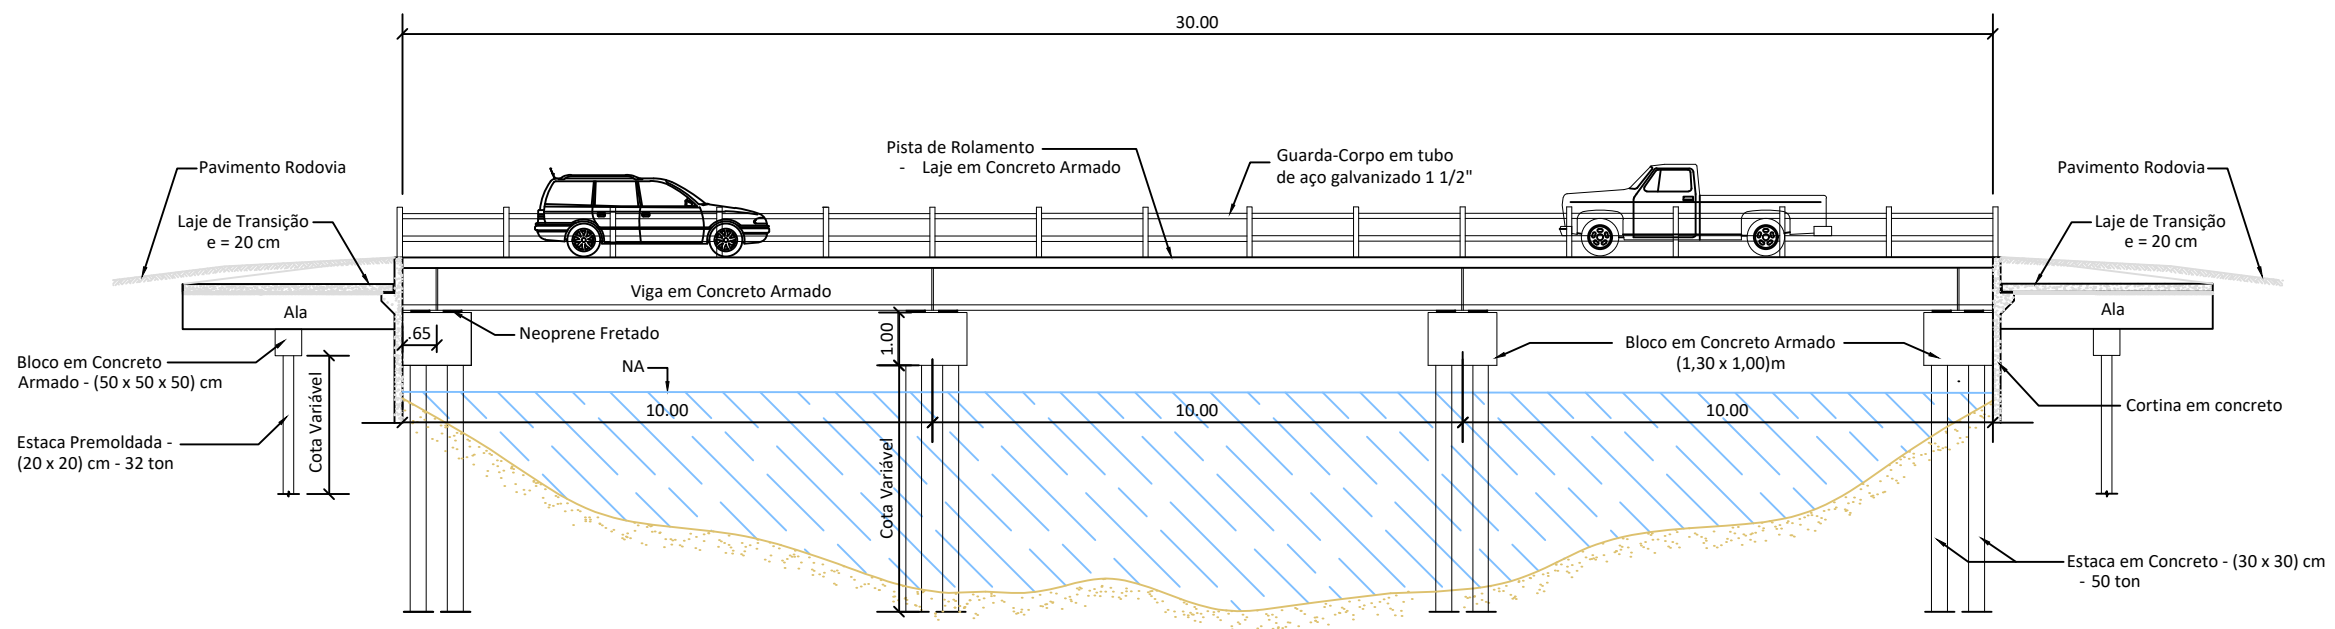 30.00
Pavimento Rodovia
Laje de Transição
e = 20 cm
Pista de Rolamento
- Laje em Concreto Armado
Guarda-Corpo em tubo
de aço galvanizado 1 1/2"
Pavimento Rodovia
Laje de Transição
e = 20 cm
Ala
Viga em Concreto Armado
Ala
.65
Neoprene Fretado
1.00
Bloco em Concreto Armado
(1,30 x 1,00)m
Bloco em Concreto
Armado - (50 x 50 x 50) cm
NA
10.00
10.00
10.00
Cortina em concreto
Estaca Premoldada -
(20 x 20) cm - 32 ton
Cota Variável
Cota Variável
Estaca em Concreto - (30 x 30) cm
- 50 ton